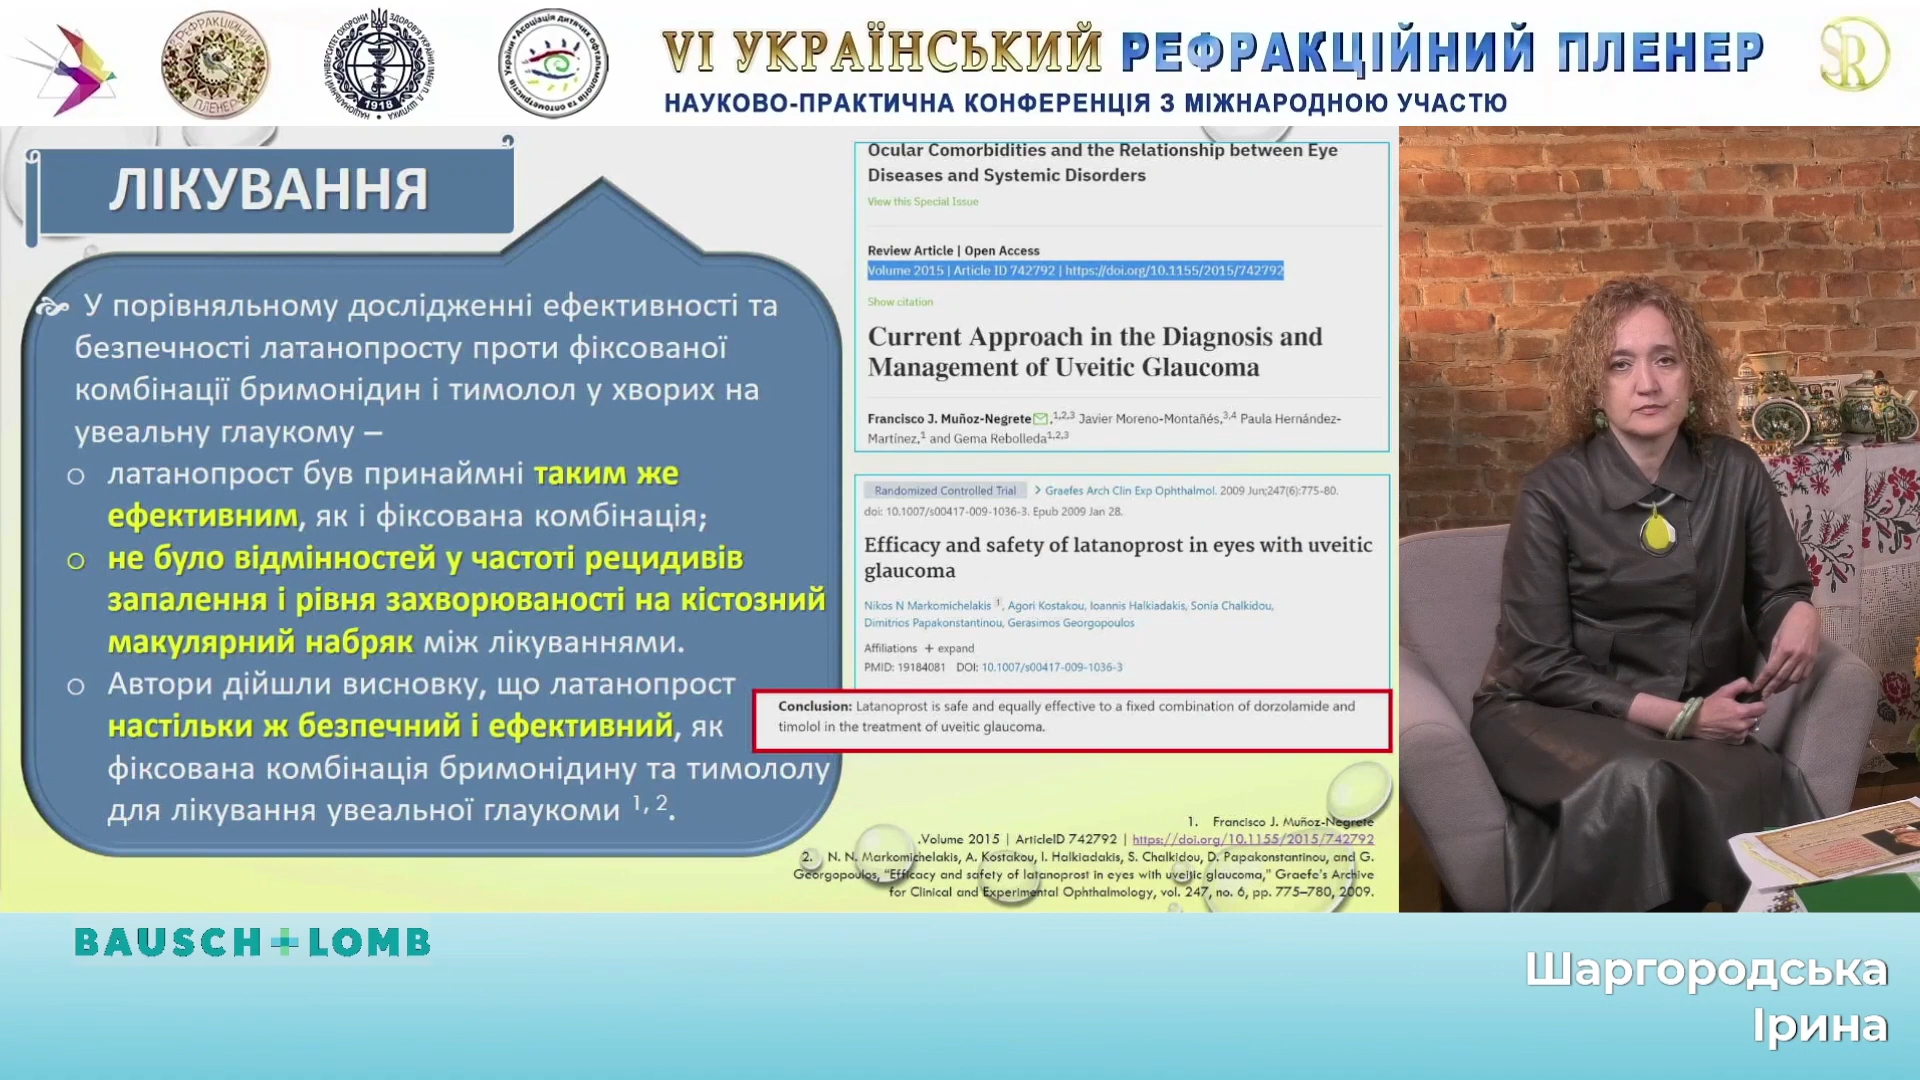 VI УКРАЇНСЬКИЙ РЕФРАКЦІЙНИЙ ПЛЕНЕР
НАУКОВО-ПРАКТИЧНА КОНФЕРЕНЦІЯ З МІЖНАРОДНОЮ УЧАСТЮ
РЕФРАКЦІЙНИЙ
ПЛЕНЕР
1918
SR
ЛІКУВАННЯ
У порівняльному дослідженні ефективності та
безпечності латанопросту проти фіксованої
комбінації бримонідин і тимолол у хворих на
увеальну глаукому –
o латанопрост був принаймні таким же
ефективним, як і фіксована комбінація;
o не було відмінностей у частоті рецидивів
запалення і рівня захворюваності на кістозний
макулярний набряк між лікуваннями.
o Автори дійшли висновку, що латанопрост
настільки ж безпечний і ефективний, як
фіксована комбінація бримонідину та тимололу
для лікування увеальної глаукоми 1, 2.
Ocular Comorbidities and the Relationship between Eye
Diseases and Systemic Disorders
View this Special Issue
Review Article | Open Access
Volume 2015 | Article ID 742792 | https://doi.org/10.1155/2015/742792
Show citation
Current Approach in the Diagnosis and
Management of Uveitic Glaucoma
Francisco J. Muñoz-Negrete,1,2,3 Javier Moreno-Montañés,3,4 Paula Hernández-
Martínez,1 and Gema Rebolleda1,2,3
Randomized Controlled Trial > Graefes Arch Clin Exp Ophthalmol. 2009 Jun;247(6):775-80.
doi: 10.1007/s00417-009-1036-3. Epub 2009 Jan 28.
Efficacy and safety of latanoprost in eyes with uveitic
glaucoma
Nikos N Markomichelakis 1, Agori Kostakou, Ioannis Halkiadakis, Sonia Chalkidou,
Dimitrios Papakonstantinou, Gerasimos Georgopoulos
Affiliations + expand
PMID: 19184081 DOI: 10.1007/s00417-009-1036-3
Conclusion: Latanoprost is safe and equally effective to a fixed combination of dorzolamide and
timolol in the treatment of uveitic glaucoma.
1. Francisco J. Muñoz-Negrete
.Volume 2015 | ArticleID 742792 | https://doi.org/10.1155/2015/742792
2. N. N. Markomichelakis, A. Kostakou, I. Halkiadakis, S. Chalkidou, D. Papakonstantinou, and G.
Georgopoulos, “Efficacy and safety of latanoprost in eyes with uveitic glaucoma,” Graefe's Archive
for Clinical and Experimental Ophthalmology, vol. 247, no. 6, pp. 775–780, 2009.
BAUSCH + LOMB
Шаргородська
Ірина